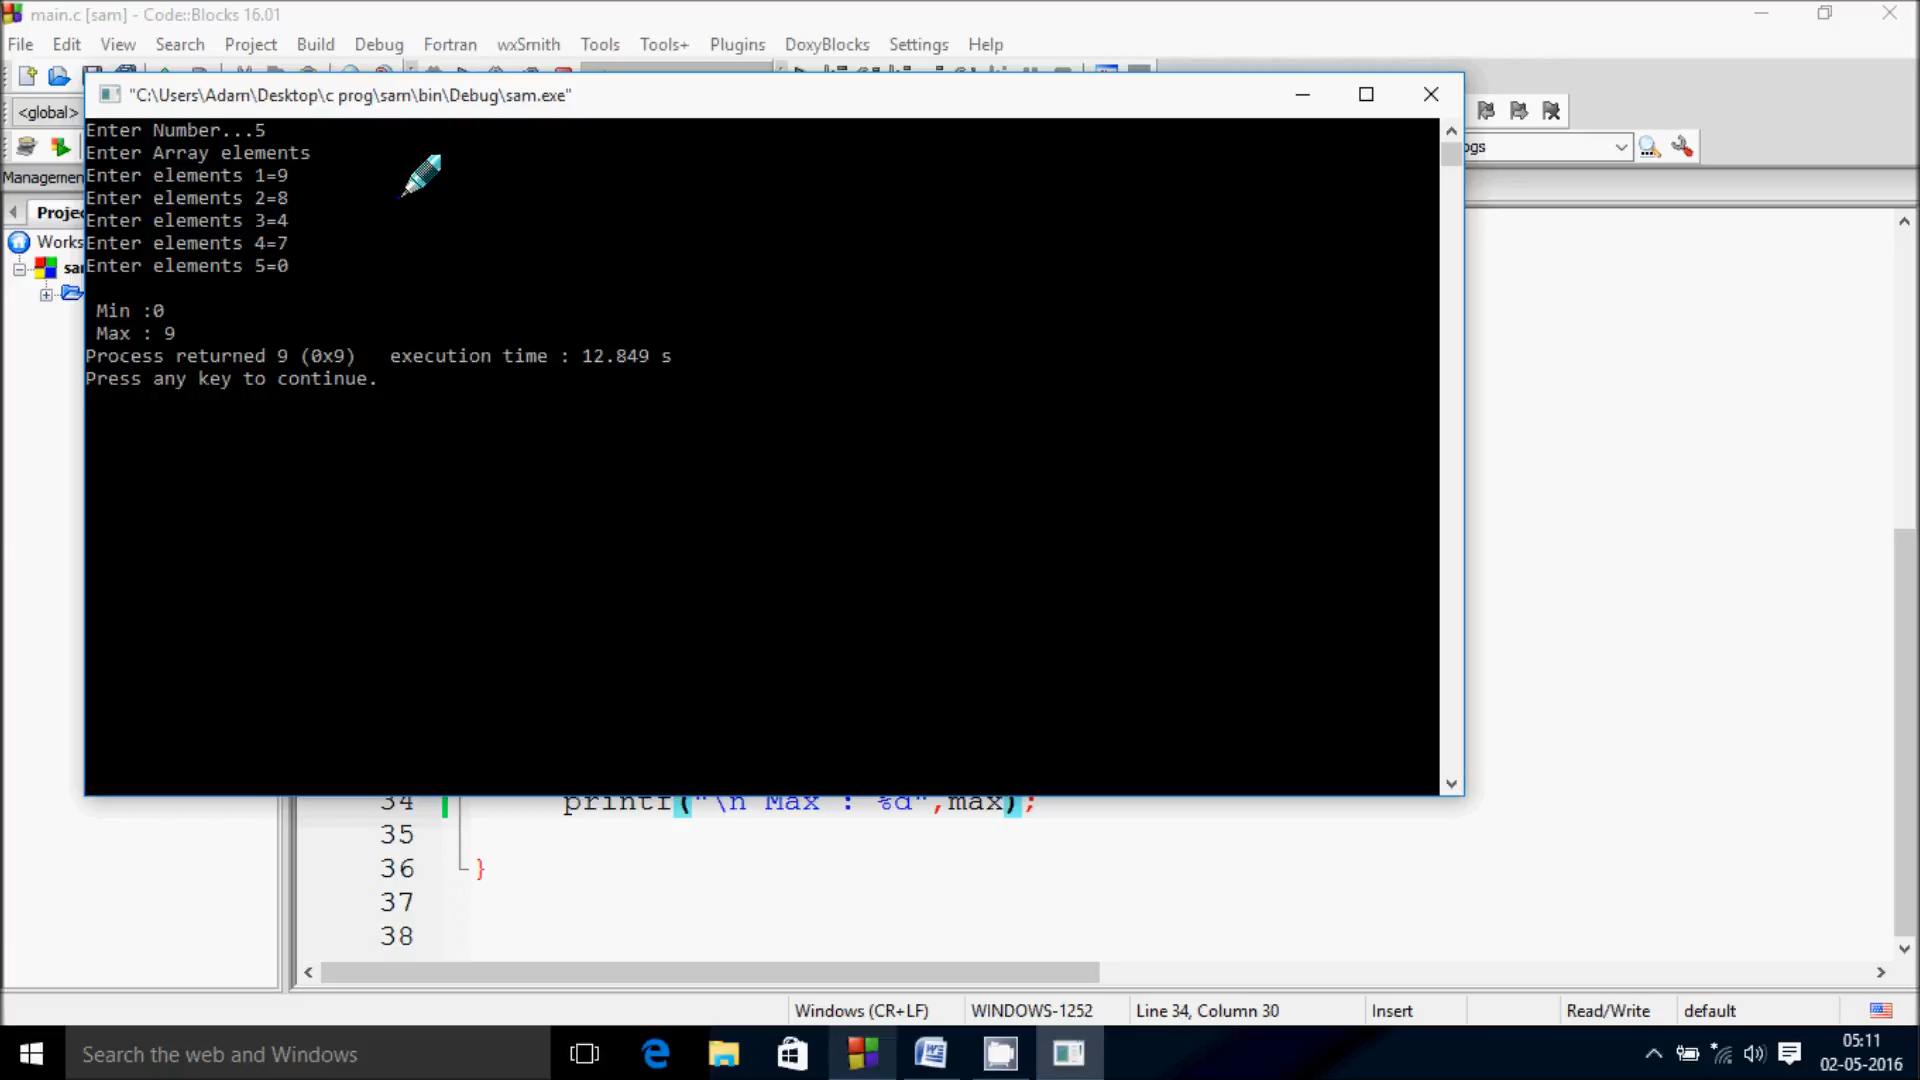 main.c [sam] - Code::Blocks 16.01
File Edit View Search Project Build Debug Fortran wxSmith Tools Tools+ Plugins DoxyBlocks Settings Help
"C:\Users\Adam\Desktop\c prog\sam\bin\Debug\sam.exe"
<global>
Enter Number...5
Enter Array elements
Enter elements 1=9
Enter elements 2=8
Enter elements 3=4
Enter elements 4=7
Enter elements 5=0
Min :0
Max : 9
Process returned 9 (0x9)   execution time : 12.849 s
Press any key to continue.
ogs
Managemen
Projec
Works
sa
34 printf("\n Max : %d",max);
35
36 }
37
38
Windows (CR+LF) WINDOWS-1252 Line 34, Column 30 Insert Read/Write default
Search the web and Windows
05:11
02-05-2016